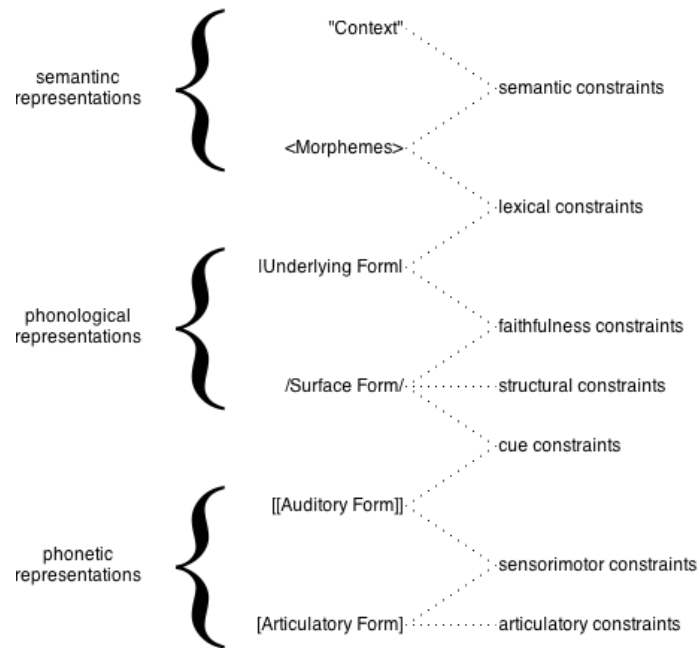 "Context"
semantinc
representations
semantic constraints
<Morphemes>
lexical constraints
|Underlying Form|
phonological
representations
faithfulness constraints
/Surface Form/
structural constraints
cue constraints
[[Auditory Form]]
phonetic
representations
sensorimotor constraints
[Articulatory Form]
articulatory constraints